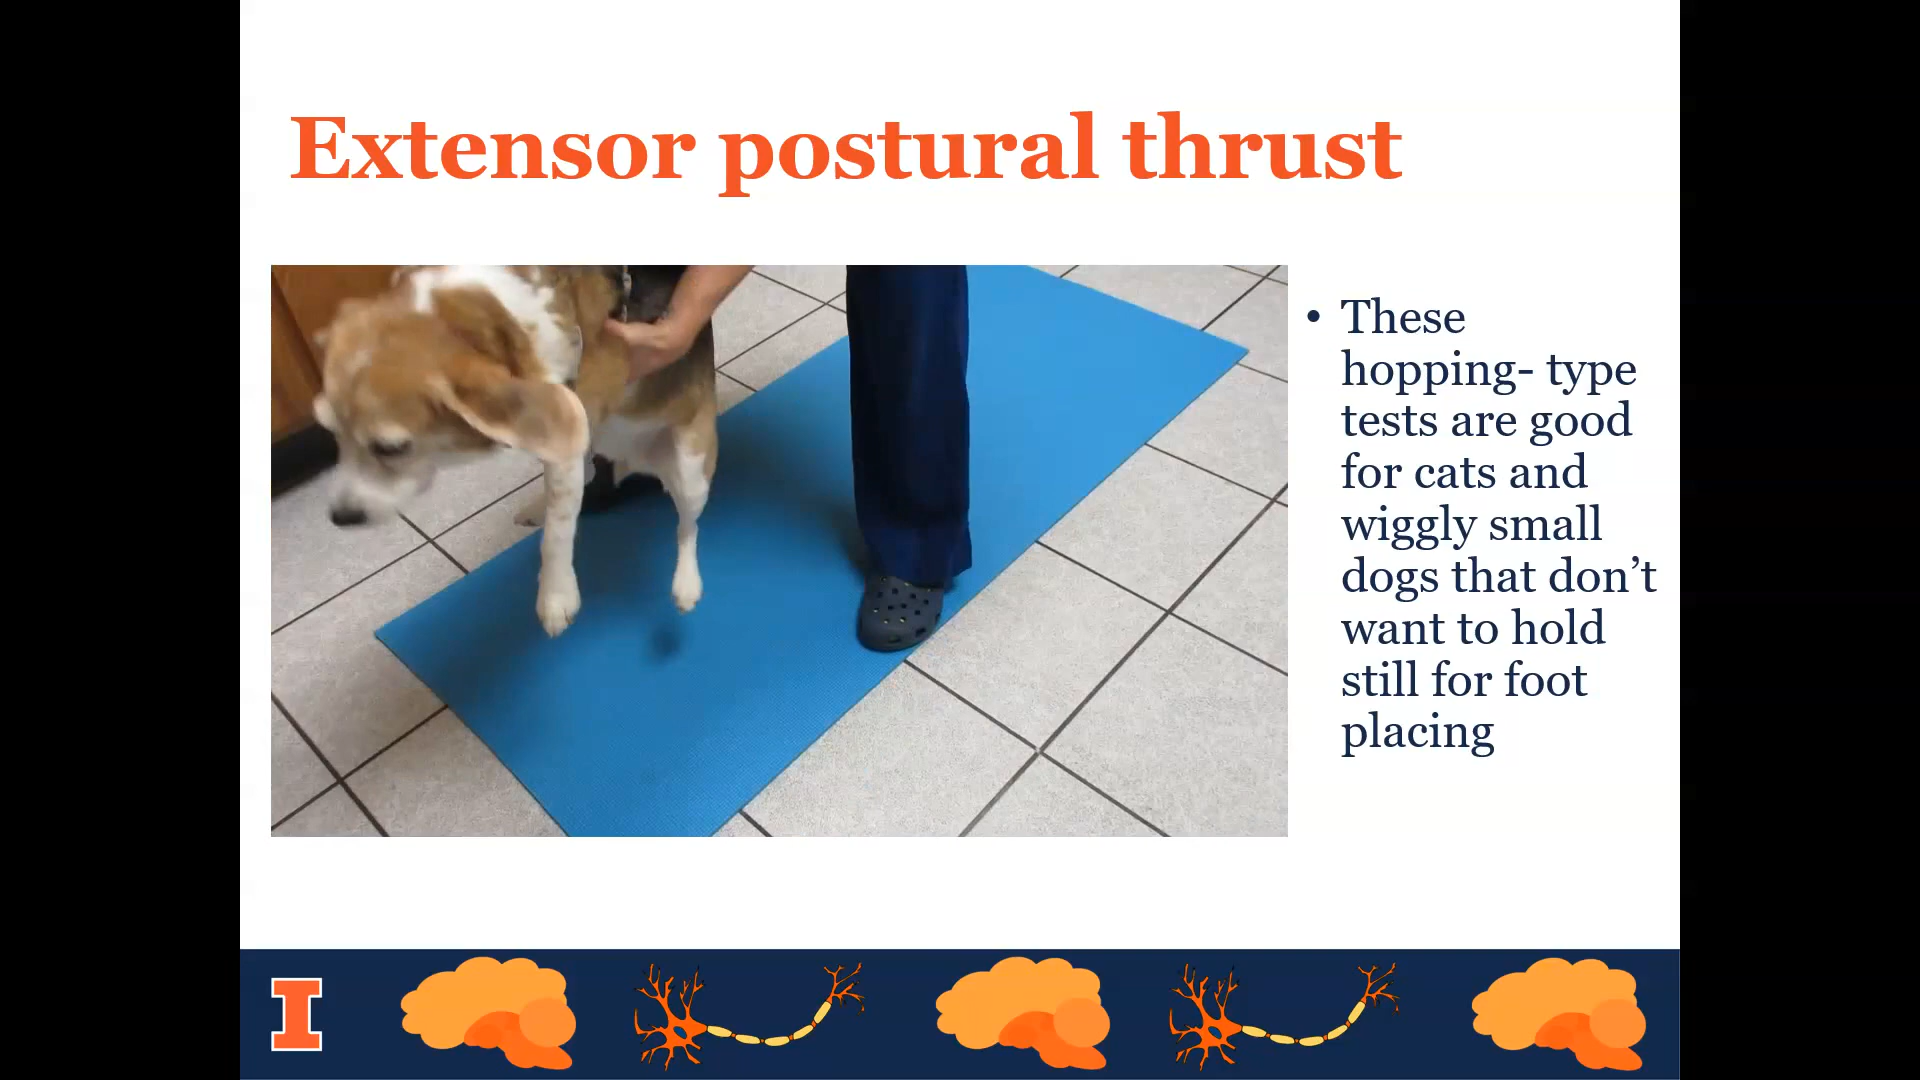 Extensor postural thrust
• These
hopping- type
tests are good
for cats and
wiggly small
dogs that don’t
want to hold
still for foot
placing
I